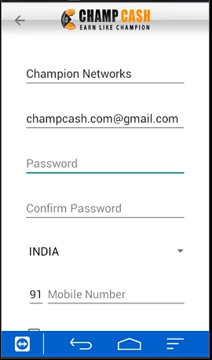 CHAMP CASH
EARN LIKE CHAMPION
Champion Networks
champcash.com@gmail.com
Password
Confirm Password
INDIA
91 Mobile Number